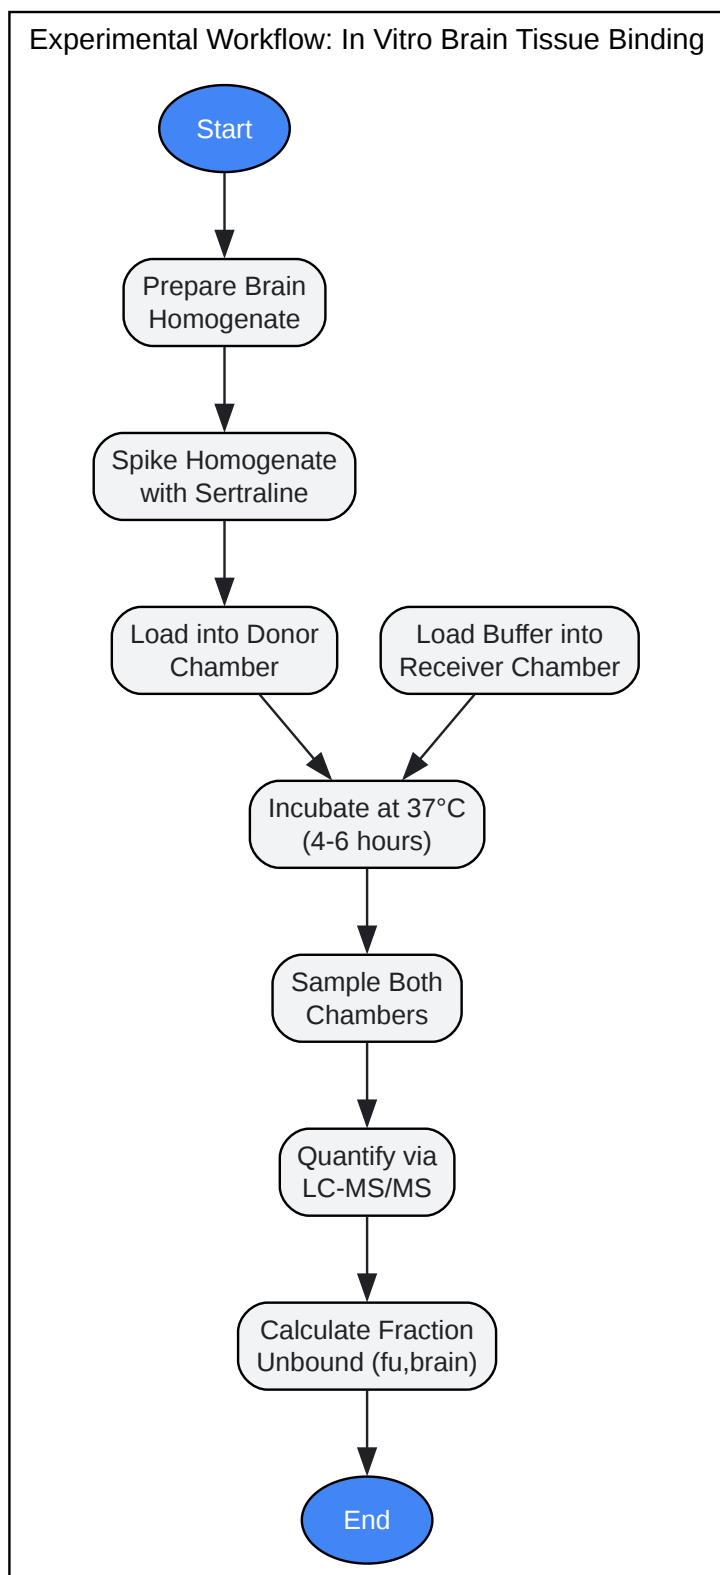 Experimental Workflow: In Vitro Brain Tissue Binding
Start
Prepare Brain
Homogenate
Spike Homogenate
with Sertraline
Load into Donor
Chamber
Load Buffer into
Receiver Chamber
Incubate at 37°C
(4-6 hours)
Sample Both
Chambers
Quantify via
LC-MS/MS
Calculate Fraction
Unbound (fu,brain)
End